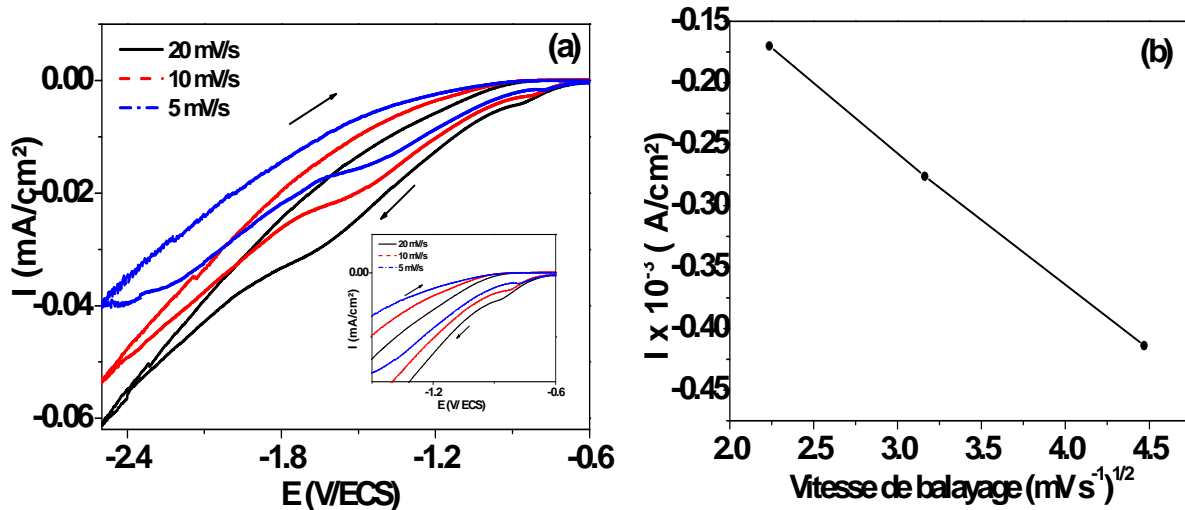 (a)
20 mV/s
10 mV/s
5 mV/s
I (mA/cm²)
0.00
-0.02
-0.04
-0.06
-2.4 -1.8 -1.2 -0.6
E (V/ECS)
20 mV/s
10 mV/s
5 mV/s
I (mA/cm²)
0.00
-1.2 -0.6
E (V/ ECS)
(b)
I x 10⁻³ ( A/cm²)
-0.15
-0.20
-0.25
-0.30
-0.35
-0.40
-0.45
2.0 2.5 3.0 3.5 4.0 4.5
Vitesse de balayage (mV s⁻¹)¹/²